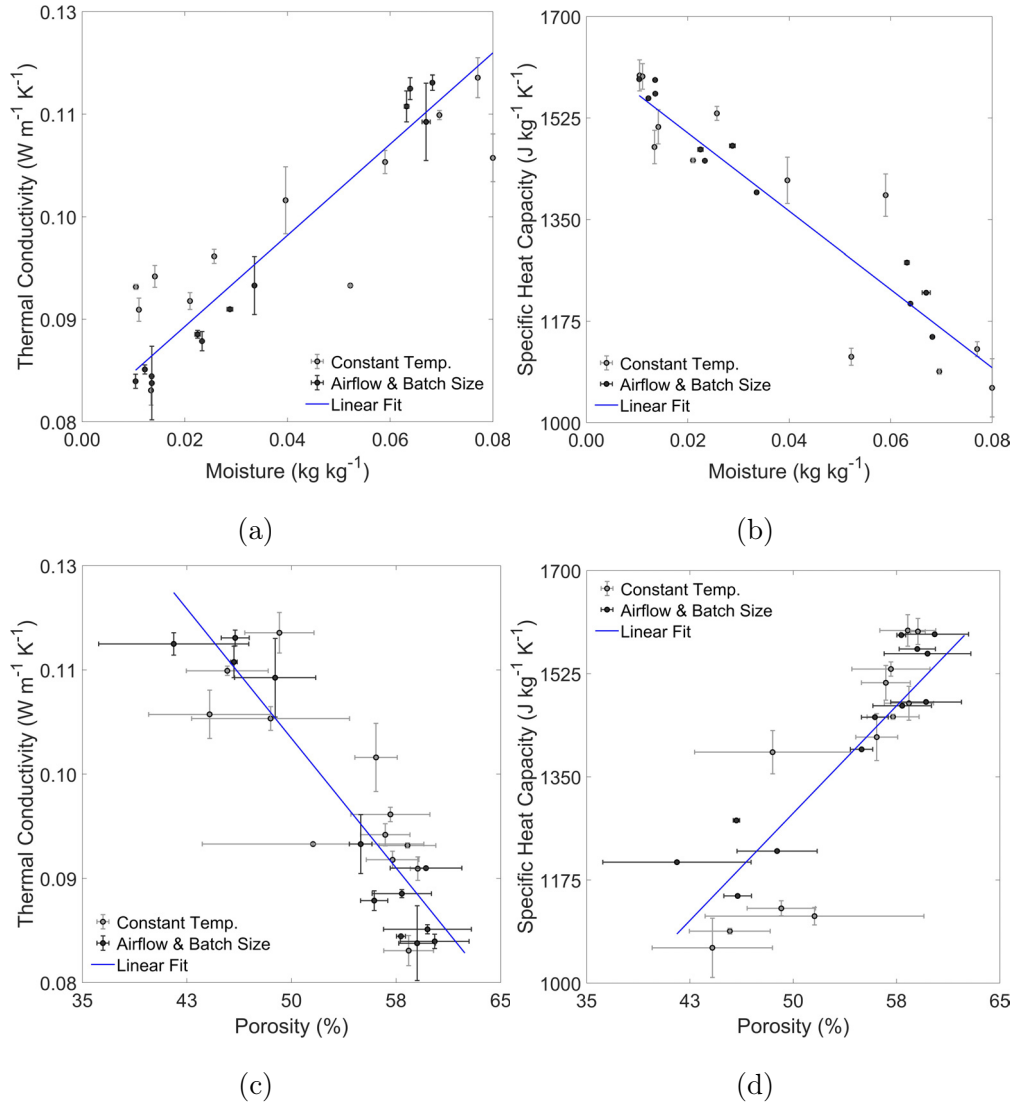 0.13
0.11
0.10
0.09
0.08
Thermal Conductivity (W m-1 K-1)
0.00 0.02 0.04 0.06 0.08
Moisture (kg kg-1)
Constant Temp.
Airflow & Batch Size
Linear Fit
(a)
1700
1525
1350
1175
1000
Specific Heat Capacity (J kg-1 K-1)
0.00 0.02 0.04 0.06 0.08
Moisture (kg kg-1)
Constant Temp.
Airflow & Batch Size
Linear Fit
(b)
0.13
0.11
0.10
0.09
0.08
Thermal Conductivity (W m-1 K-1)
35 43 50 58 65
Porosity (%)
Constant Temp.
Airflow & Batch Size
Linear Fit
(c)
1700
1525
1350
1175
1000
Specific Heat Capacity (J kg-1 K-1)
35 43 50 58 65
Porosity (%)
Constant Temp.
Airflow & Batch Size
Linear Fit
(d)